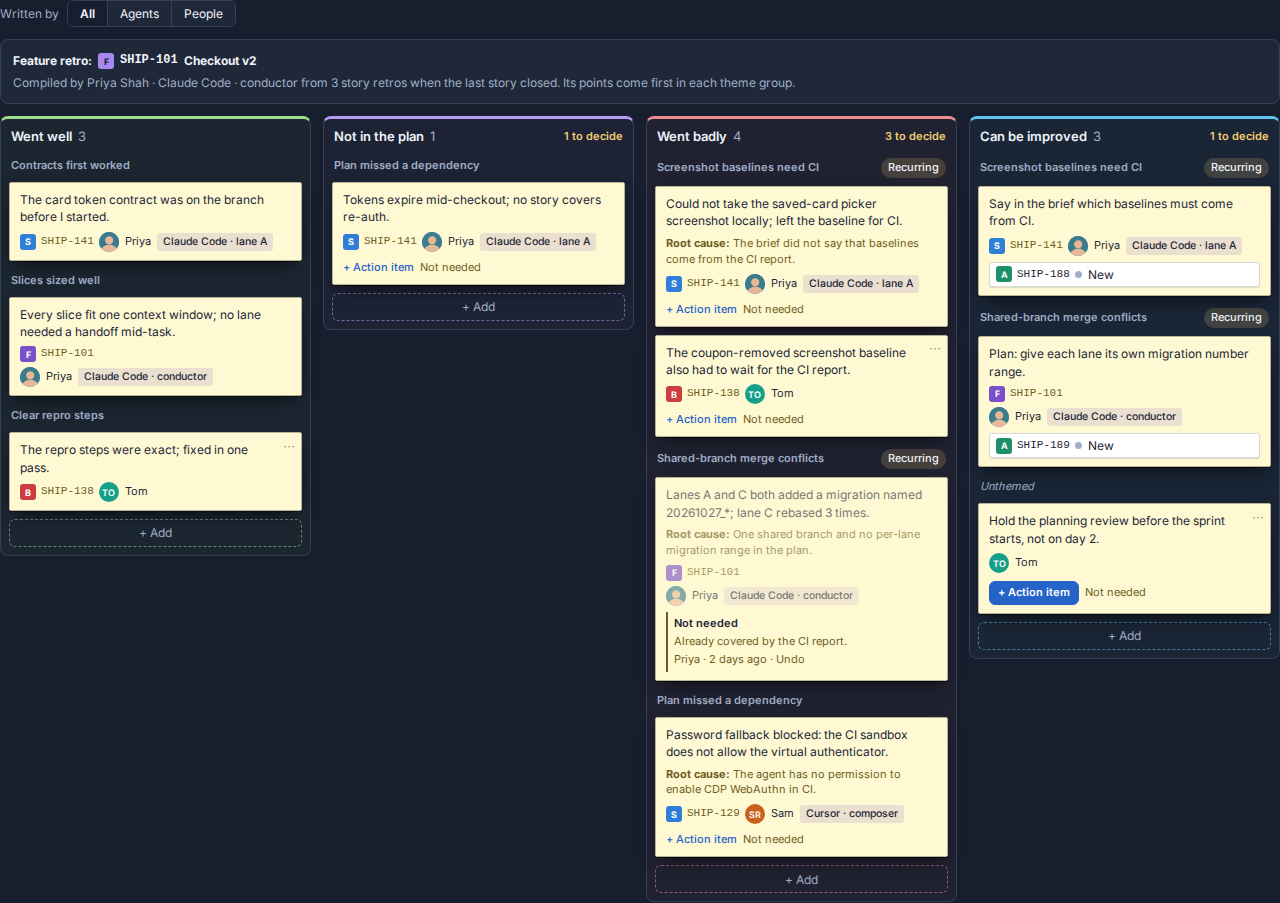 Written by All Agents People
Feature retro: F SHIP-101 Checkout v2
Compiled by Priya Shah · Claude Code · conductor from 3 story retros when the last story closed. Its points come first in each theme group.
Went well 3
Contracts first worked
The card token contract was on the branch
before I started.
S SHIP-141 Priya Claude Code · lane A
Slices sized well
Every slice fit one context window; no lane
needed a handoff mid-task.
F SHIP-101
Priya Claude Code · conductor
Clear repro steps
The repro steps were exact; fixed in one
pass.
...
B SHIP-138 TO Tom
+ Add
Not in the plan 1 1 to decide
Plan missed a dependency
Tokens expire mid-checkout; no story covers
re-auth.
S SHIP-141 Priya Claude Code · lane A
+ Action item Not needed
+ Add
Went badly 4 3 to decide
Screenshot baselines need CI Recurring
Could not take the saved-card picker
screenshot locally; left the baseline for CI.
Root cause: The brief did not say that baselines
come from the CI report.
S SHIP-141 Priya Claude Code · lane A
+ Action item Not needed
The coupon-removed screenshot baseline
also had to wait for the CI report.
...
B SHIP-138 TO Tom
+ Action item Not needed
Shared-branch merge conflicts Recurring
Lanes A and C both added a migration named
20261027_*; lane C rebased 3 times.
Root cause: One shared branch and no per-lane
migration range in the plan.
F SHIP-101
Priya Claude Code · conductor
Not needed
Already covered by the CI report.
Priya · 2 days ago · Undo
Plan missed a dependency
Password fallback blocked: the CI sandbox
does not allow the virtual authenticator.
Root cause: The agent has no permission to
enable CDP WebAuthn in CI.
S SHIP-129 SR Sam Cursor · composer
+ Action item Not needed
+ Add
Can be improved 3 1 to decide
Screenshot baselines need CI Recurring
Say in the brief which baselines must come
from CI.
S SHIP-141 Priya Claude Code · lane A
A SHIP-188 New
Shared-branch merge conflicts Recurring
Plan: give each lane its own migration number
range.
F SHIP-101
Priya Claude Code · conductor
A SHIP-189 New
Unthemed
Hold the planning review before the sprint
starts, not on day 2.
...
TO Tom
+ Action item Not needed
+ Add